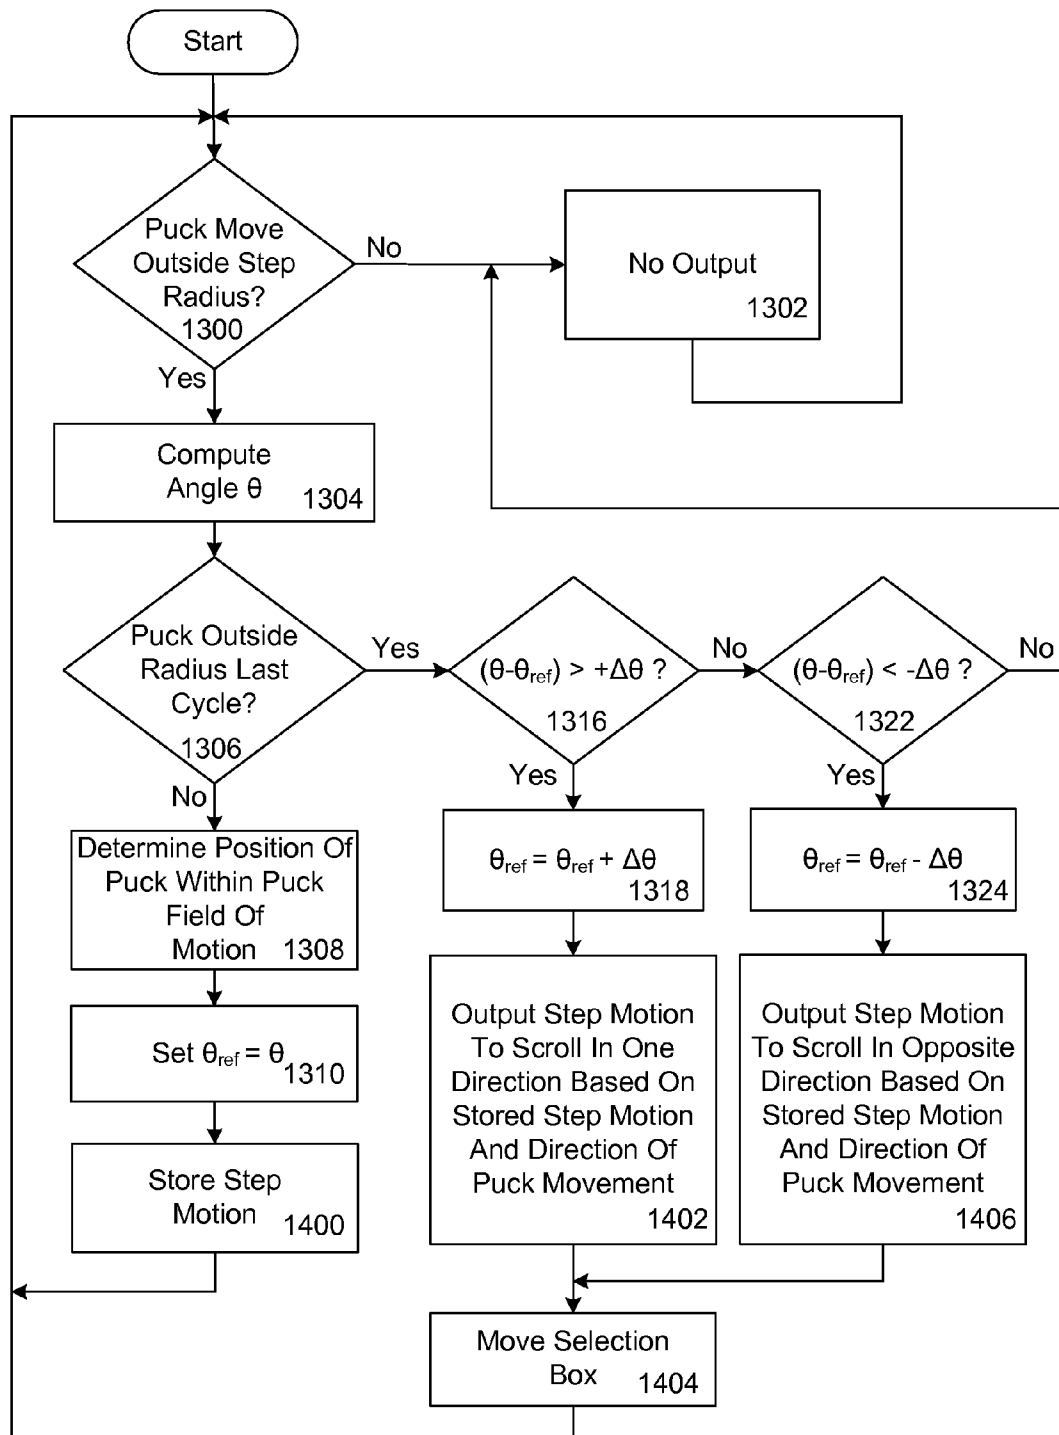 Start
Puck Move
Outside Step
Radius?
1300
No
No Output
1302
Yes
Compute
Angle θ
1304
Puck Outside
Radius Last
Cycle?
1306
Yes
(θ-θref) > +Δθ ?
1316
No
(θ-θref) < -Δθ ?
1322
No
No
Yes
Yes
Determine Position Of
Puck Within Puck
Field Of
Motion
1308
θref = θref + Δθ
1318
θref = θref - Δθ
1324
Set θref = θ
1310
Output Step Motion
To Scroll In One
Direction Based On
Stored Step Motion
And Direction Of
Puck Movement
1402
Output Step Motion
To Scroll In Opposite
Direction Based On
Stored Step Motion
And Direction Of
Puck Movement
1406
Store Step
Motion
1400
Move Selection
Box
1404